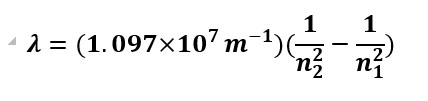 λ = (1.097×10⁷ m⁻¹)(1/n₂² − 1/n₁²)